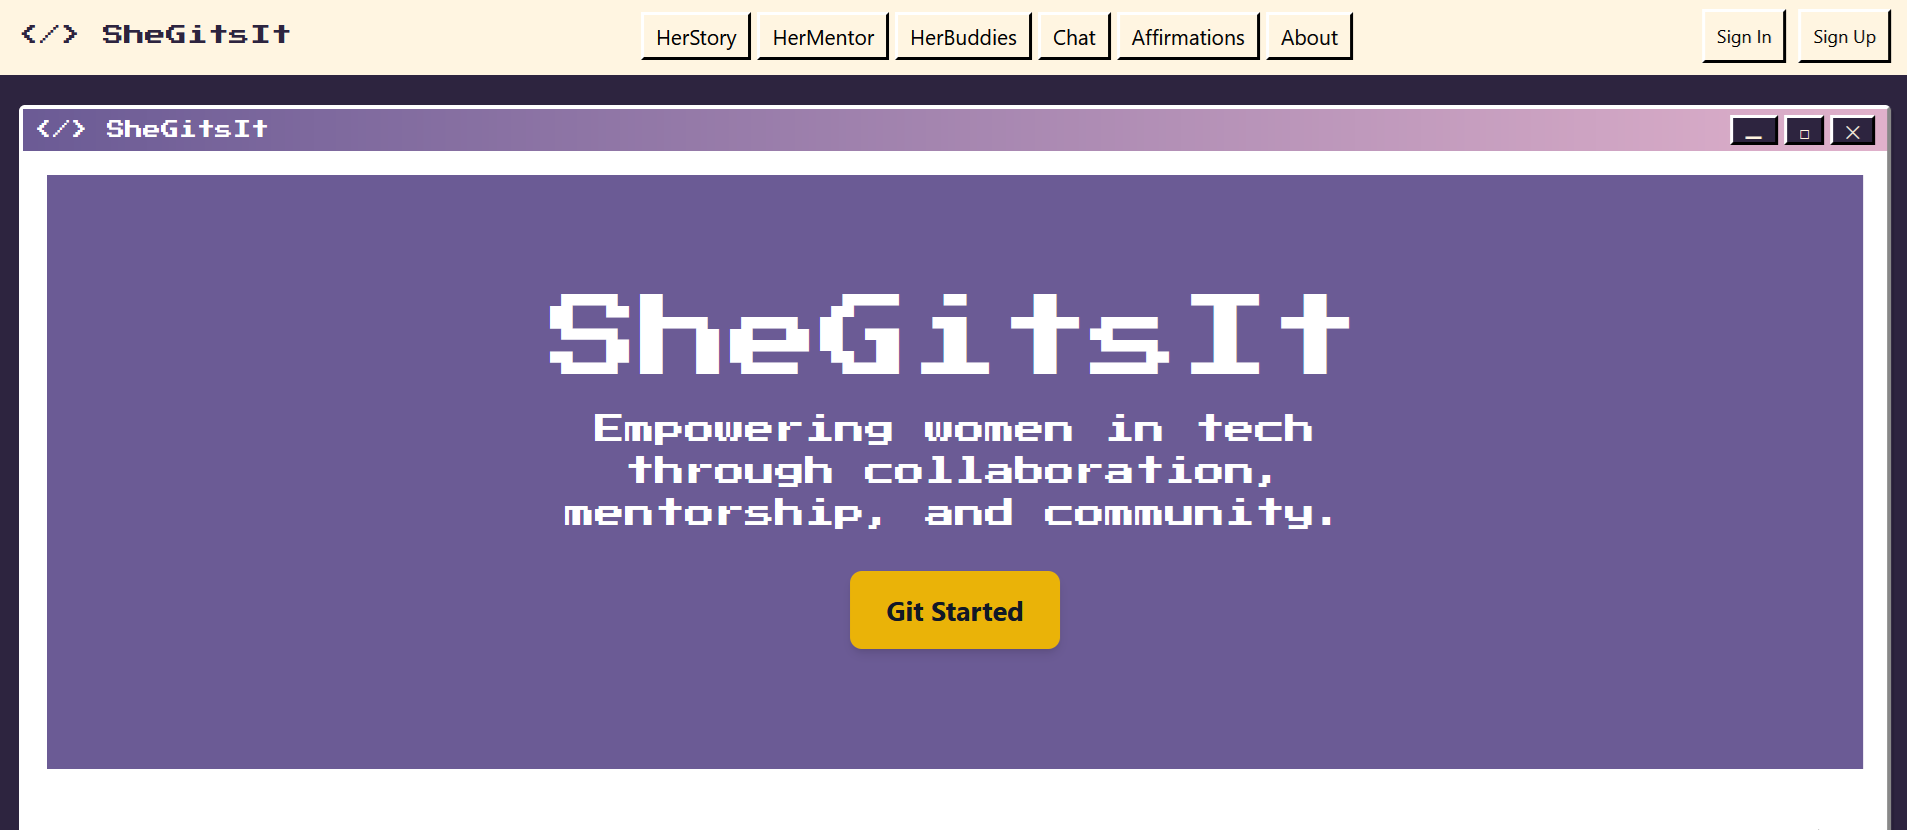 </> SheGitsIt
HerStory HerMentor HerBuddies Chat Affirmations About
Sign In Sign Up
</> SheGitsIt
SheGitsIt
Empowering women in tech
through collaboration,
mentorship, and community.
Git Started